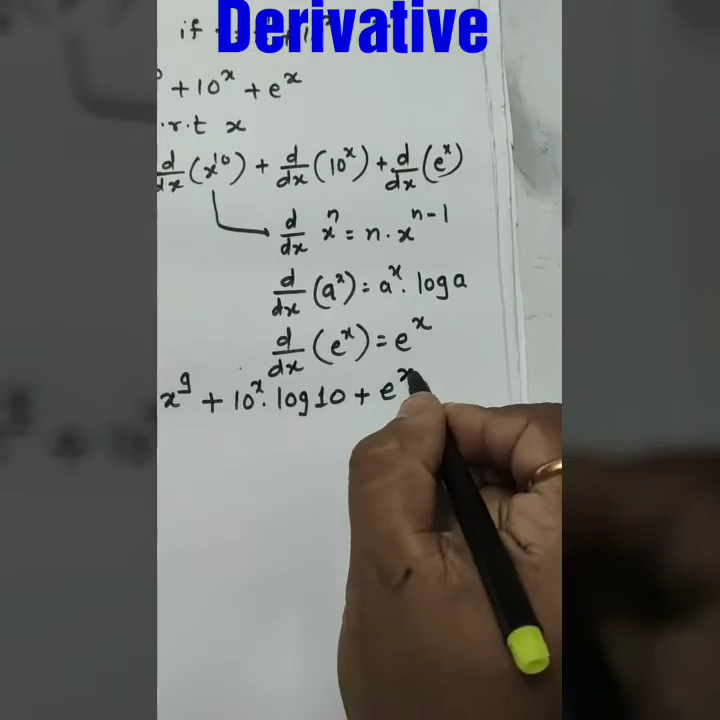 Derivative
if
+ 10^x + e^x
.r.t x
d/dx (x^10) + d/dx (10^x) + d/dx (e^x)
d/dx x^n = n · x^(n-1)
d/dx (a^x) = a^x · log a
d/dx (e^x) = e^x
x^9 + 10^x · log 10 + e^x